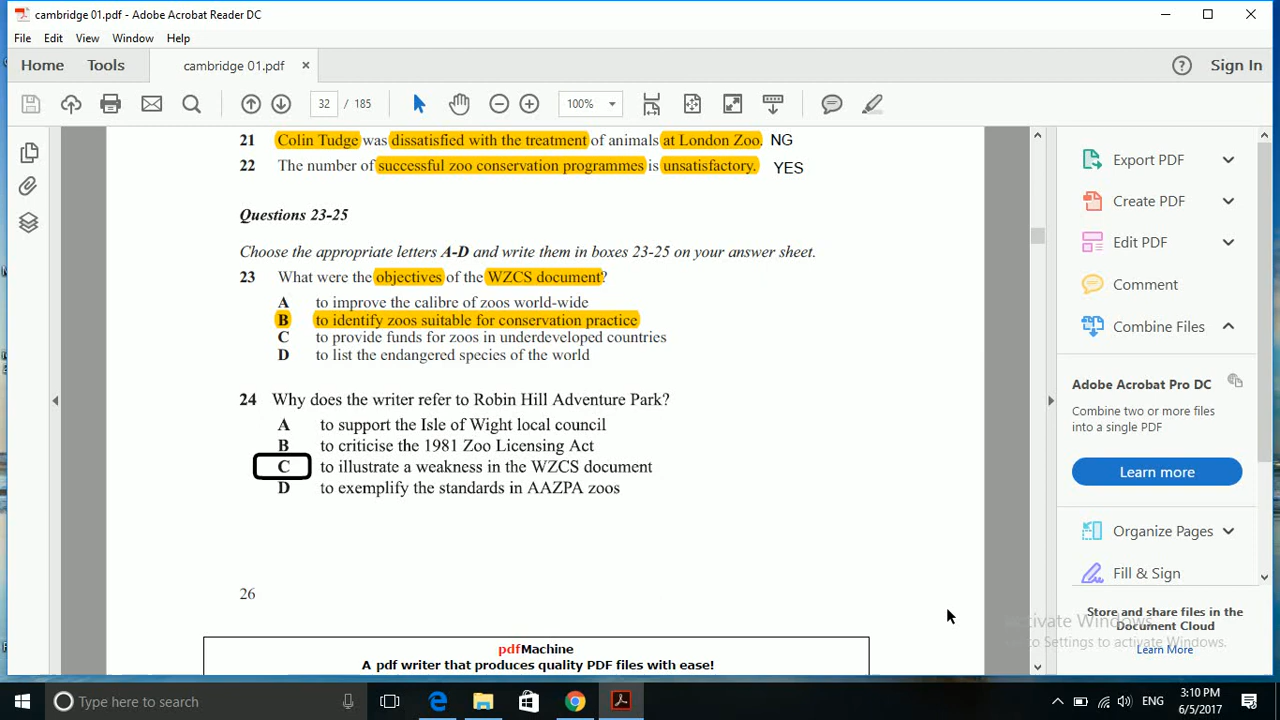 cambridge 01.pdf - Adobe Acrobat Reader DC
File Edit View Window Help
Home Tools cambridge 01.pdf × Sign In
32 / 185 100%
21 Colin Tudge was dissatisfied with the treatment of animals at London Zoo. NG
22 The number of successful zoo conservation programmes is unsatisfactory. YES
Questions 23-25
Choose the appropriate letters A-D and write them in boxes 23-25 on your answer sheet.
23 What were the objectives of the WZCS document?
A to improve the calibre of zoos world-wide
B to identify zoos suitable for conservation practice
C to provide funds for zoos in underdeveloped countries
D to list the endangered species of the world
24 Why does the writer refer to Robin Hill Adventure Park?
A to support the Isle of Wight local council
B to criticise the 1981 Zoo Licensing Act
C to illustrate a weakness in the WZCS document
D to exemplify the standards in AAZPA zoos
26
pdfMachine
A pdf writer that produces quality PDF files with ease!
Export PDF
Create PDF
Edit PDF
Comment
Combine Files
Adobe Acrobat Pro DC
Combine two or more files
into a single PDF
Learn more
Organize Pages
Fill & Sign
Store and share files in the
Document Cloud
Learn More
Activate Windows
Go to Settings to activate Windows.
Type here to search
ENG
3:10 PM
6/5/2017